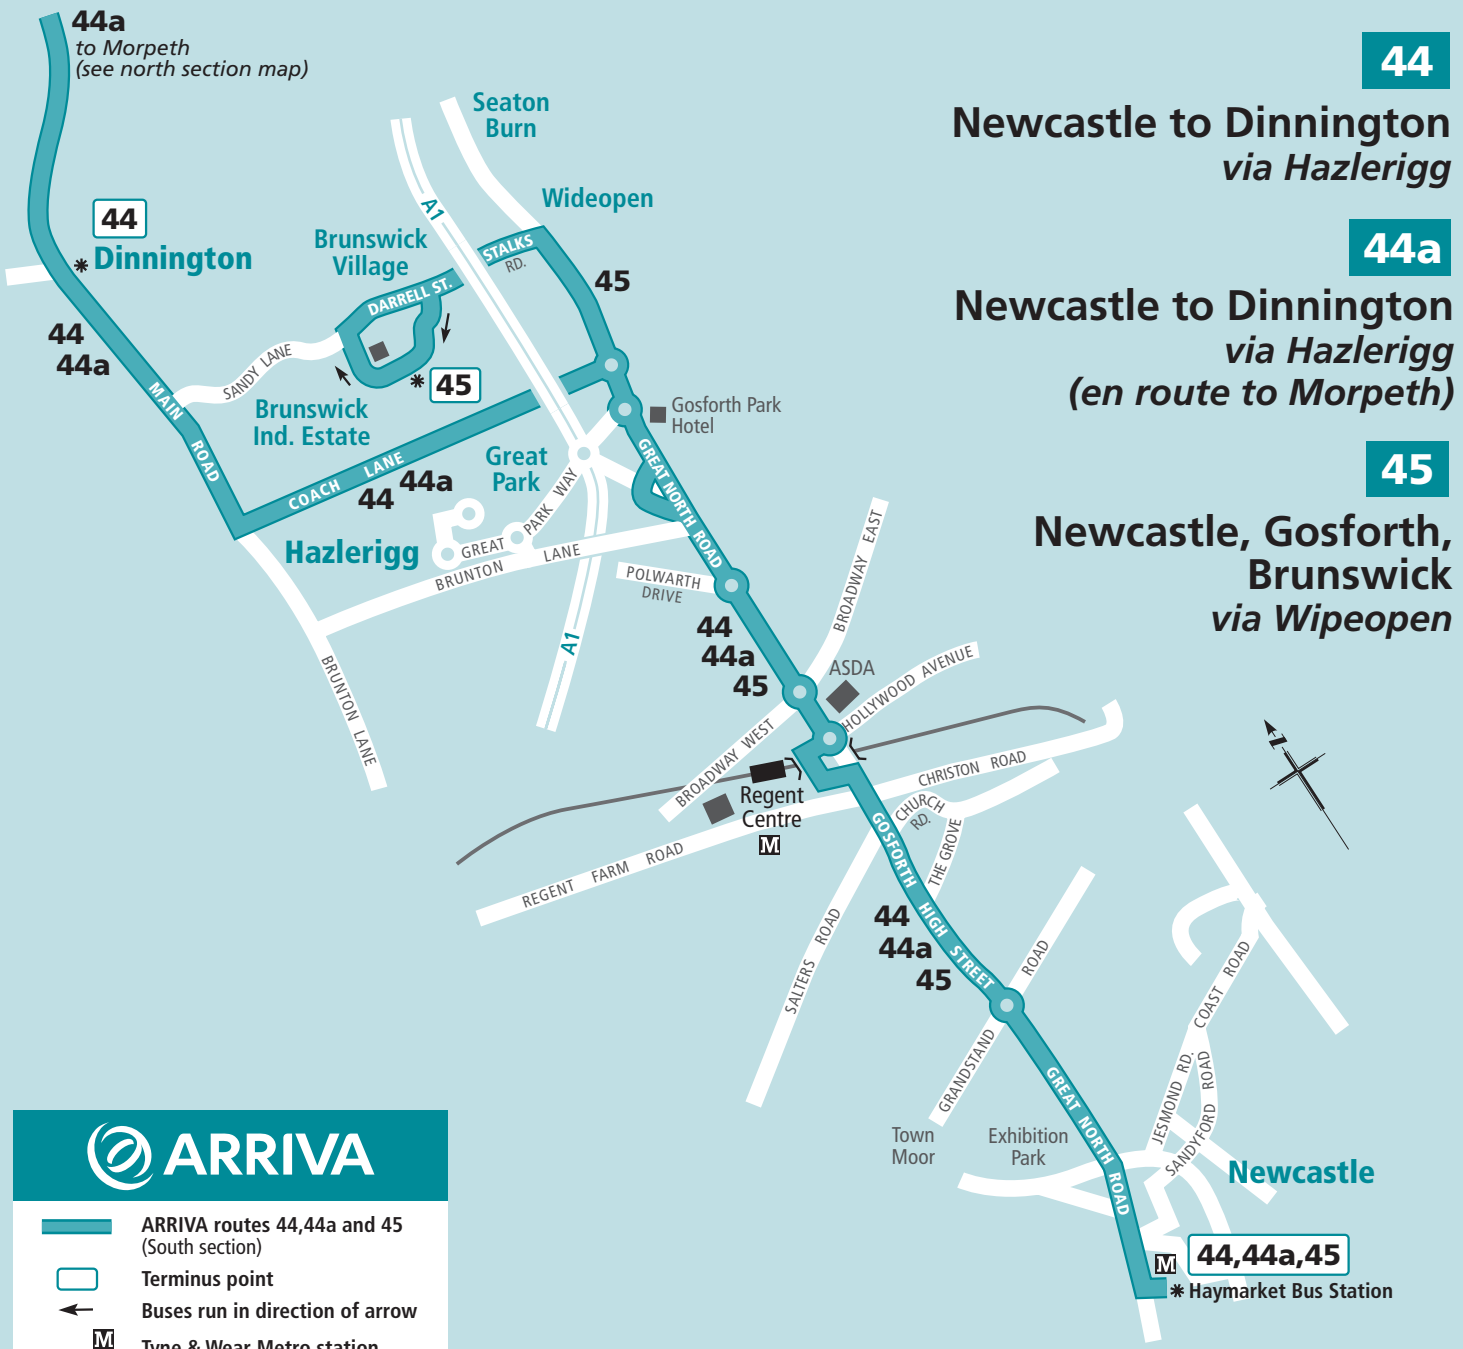 44a
to Morpeth
(see north section map)
44
Newcastle to Dinnington
via Hazlerigg
44a
Newcastle to Dinnington
via Hazlerigg
(en route to Morpeth)
45
Newcastle, Gosforth,
Brunswick
via Wipeopen
Seaton
Burn
Wideopen
A1
STALKS
RD.
45
44
Dinnington
Brunswick
Village
DARRELL ST.
44
44a
SANDY LANE
45
Brunswick
Ind. Estate
MAIN ROAD
COACH LANE
44 44a
Great
Park
Gosforth Park
Hotel
GREAT NORTH ROAD
Hazlerigg
GREAT PARK WAY
BRUNTON LANE
POLWARTH
DRIVE
BROADWAY EAST
A1
BRUNTON LANE
44
44a
45
ASDA
HOLLYWOOD AVENUE
BROADWAY WEST
Regent
Centre
M
CHRISTON ROAD
CHURCH
RD.
THE GROVE
REGENT FARM ROAD
GOSFORTH HIGH STREET
SALTERS ROAD
44
44a
45
GRANDSTAND ROAD
COAST ROAD
JESMOND RD.
SANDYFORD ROAD
GREAT NORTH ROAD
Town
Moor
Exhibition
Park
Newcastle
M
44,44a,45
Haymarket Bus Station
ARRIVA
ARRIVA routes 44,44a and 45
(South section)
Terminus point
Buses run in direction of arrow
M
Tyne & Wear Metro station